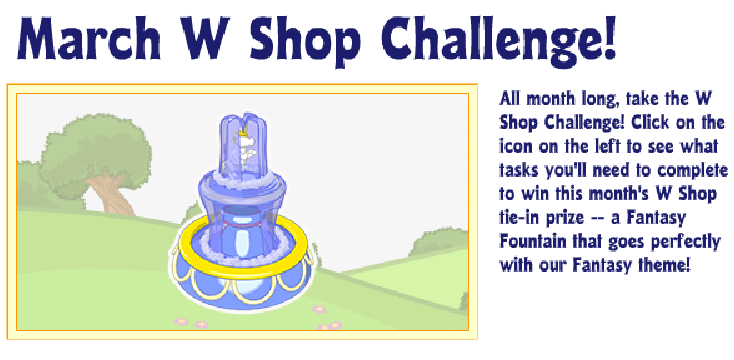 March W Shop Challenge!
All month long, take the W
Shop Challenge! Click on the
icon on the left to see what
tasks you'll need to complete
to win this month's W Shop
tie-in prize -- a Fantasy
Fountain that goes perfectly
with our Fantasy theme!